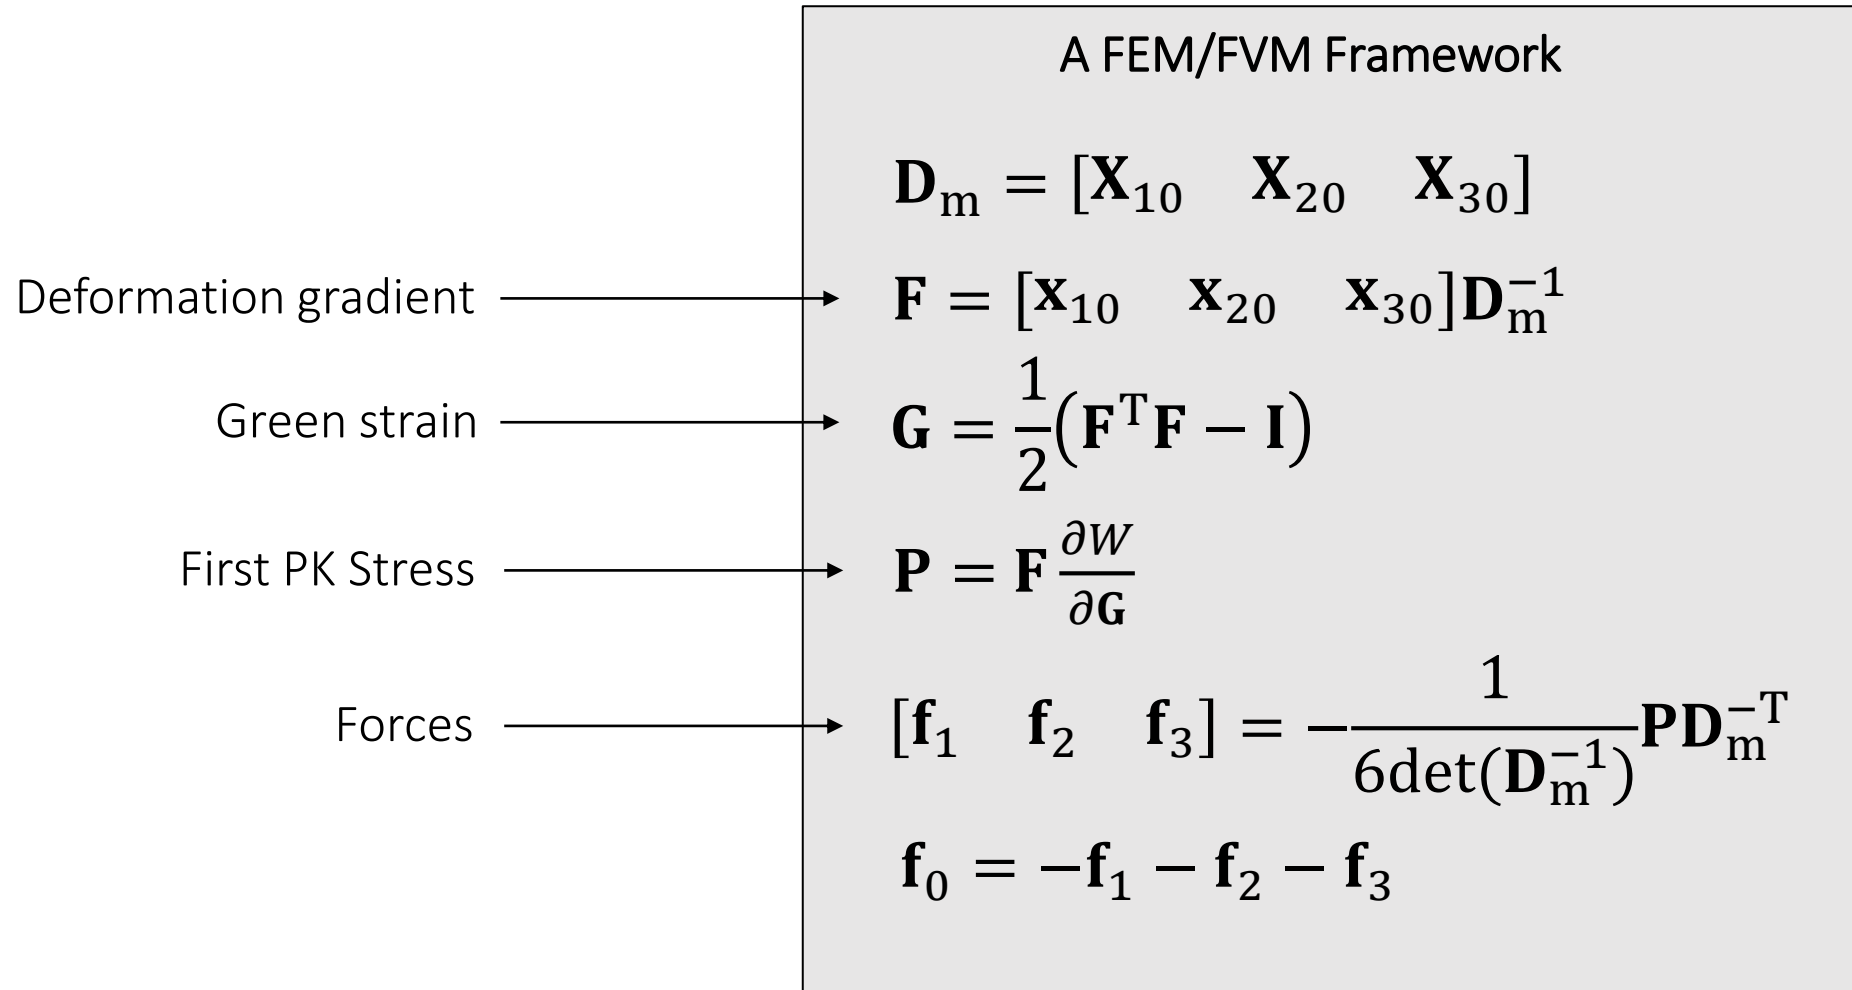 A FEM/FVM Framework
𝐃ₘ = [𝐗₁₀ 𝐗₂₀ 𝐗₃₀]
Deformation gradient 𝐅 = [𝐱₁₀ 𝐱₂₀ 𝐱₃₀]𝐃ₘ⁻¹
Green strain 𝐆 = 1/2 (𝐅ᵀ𝐅 − 𝐈)
First PK Stress 𝐏 = 𝐅 ∂W/∂𝐆
Forces [𝐟₁ 𝐟₂ 𝐟₃] = − 1/(6det(𝐃ₘ⁻¹)) 𝐏𝐃ₘ⁻ᵀ
𝐟₀ = −𝐟₁ − 𝐟₂ − 𝐟₃